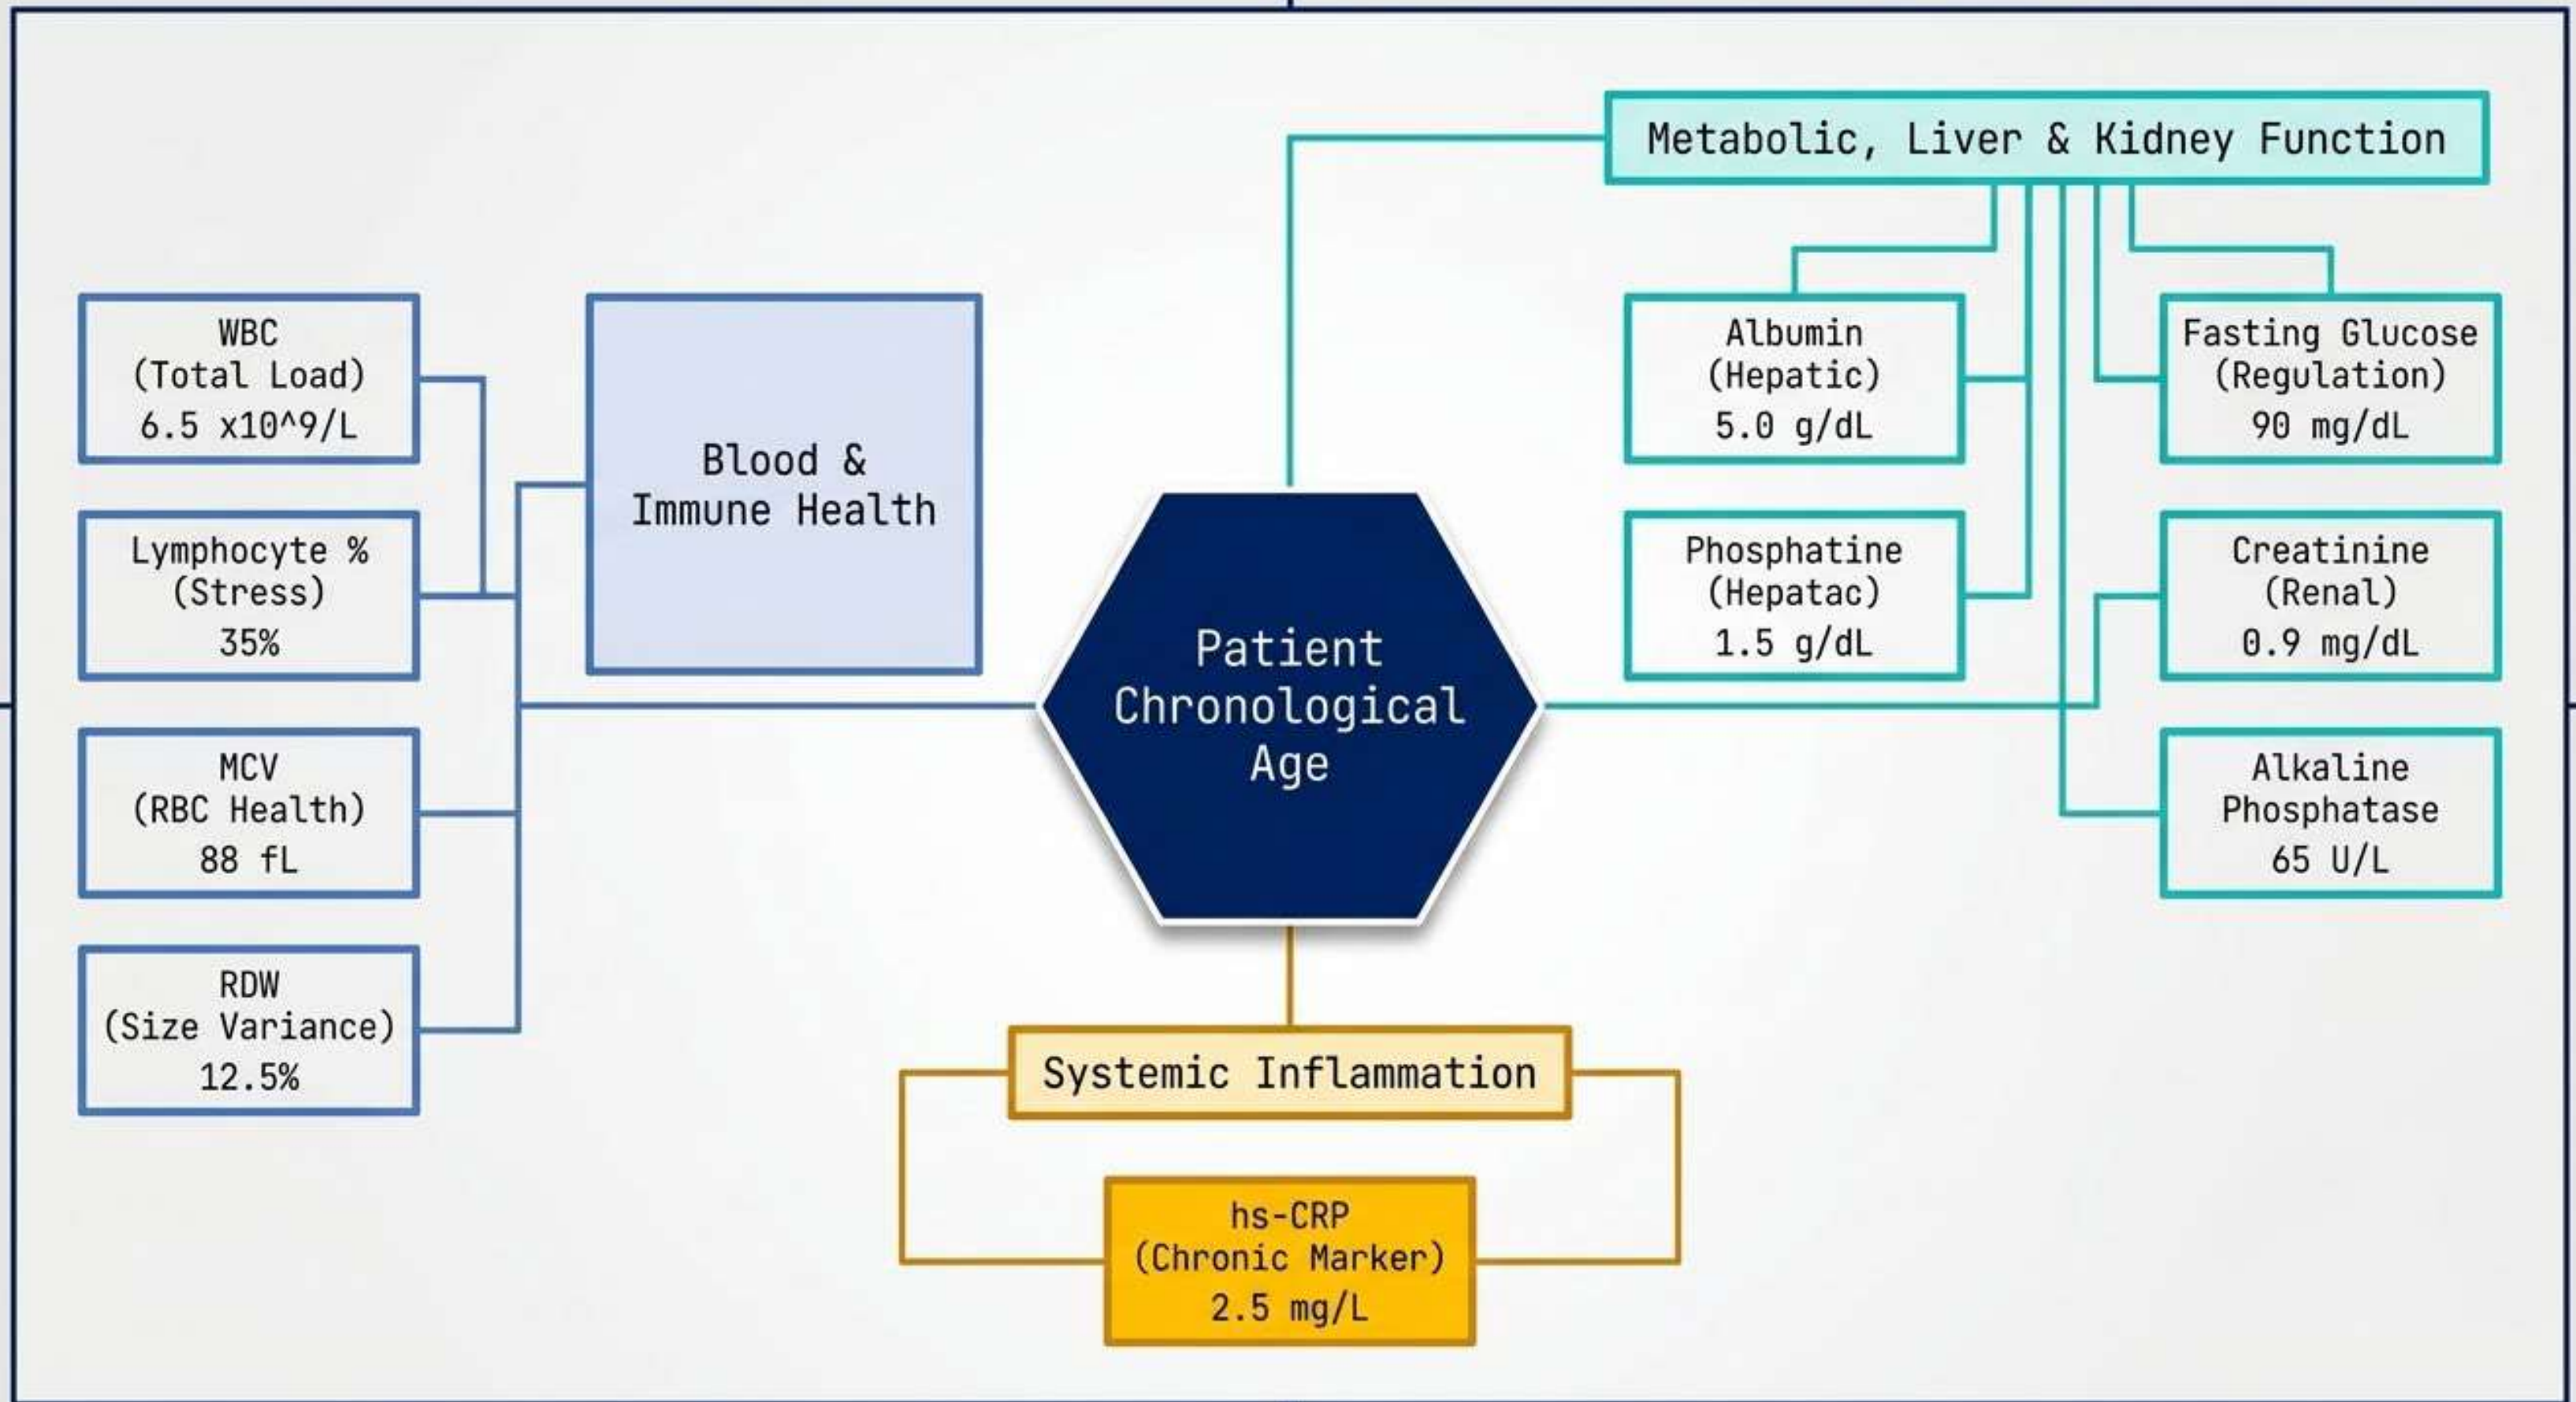 Metabolic, Liver & Kidney Function
WBC
(Total Load)
6.5 x10^9/L
Lymphocyte %
(Stress)
35%
MCV
(RBC Health)
88 fL
RDW
(Size Variance)
12.5%
Blood &
Immune Health
Patient
Chronological
Age
Albumin
(Hepatic)
5.0 g/dL
Phosphatine
(Hepatac)
1.5 g/dL
Fasting Glucose
(Regulation)
90 mg/dL
Creatinine
(Renal)
0.9 mg/dL
Alkaline
Phosphatase
65 U/L
Systemic Inflammation
hs-CRP
(Chronic Marker)
2.5 mg/L